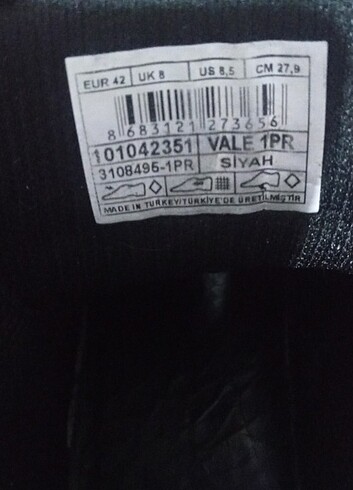 EUR 42 UK 8 US 8,5 CM 27,9
8 683121 273656
101042351 VALE 1PR
3108495-1PR SİYAH
MADE IN TURKEY/TÜRKİYE'DE ÜRETİLMİŞTİR